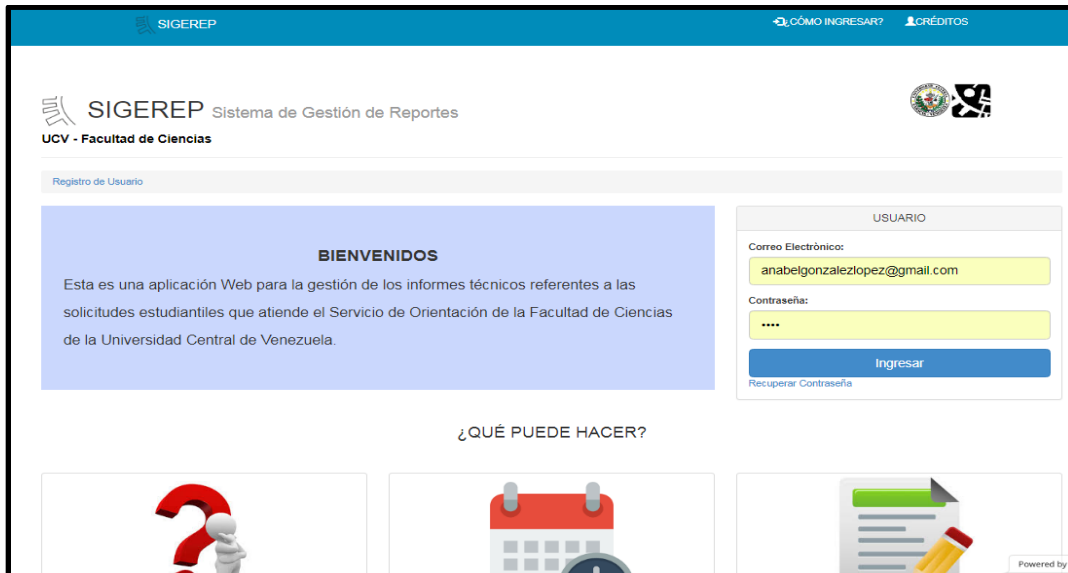 SIGEREP
¿CÓMO INGRESAR? CRÉDITOS
SIGEREP Sistema de Gestión de Reportes
UCV - Facultad de Ciencias
Registro de Usuario
BIENVENIDOS
Esta es una aplicación Web para la gestión de los informes técnicos referentes a las
solicitudes estudiantiles que atiende el Servicio de Orientación de la Facultad de Ciencias
de la Universidad Central de Venezuela.
USUARIO
Correo Electrònico:
anabelgonzalezlopez@gmail.com
Contraseña:
••••
Ingresar
Recuperar Contraseña
¿QUÉ PUEDE HACER?
Powered by